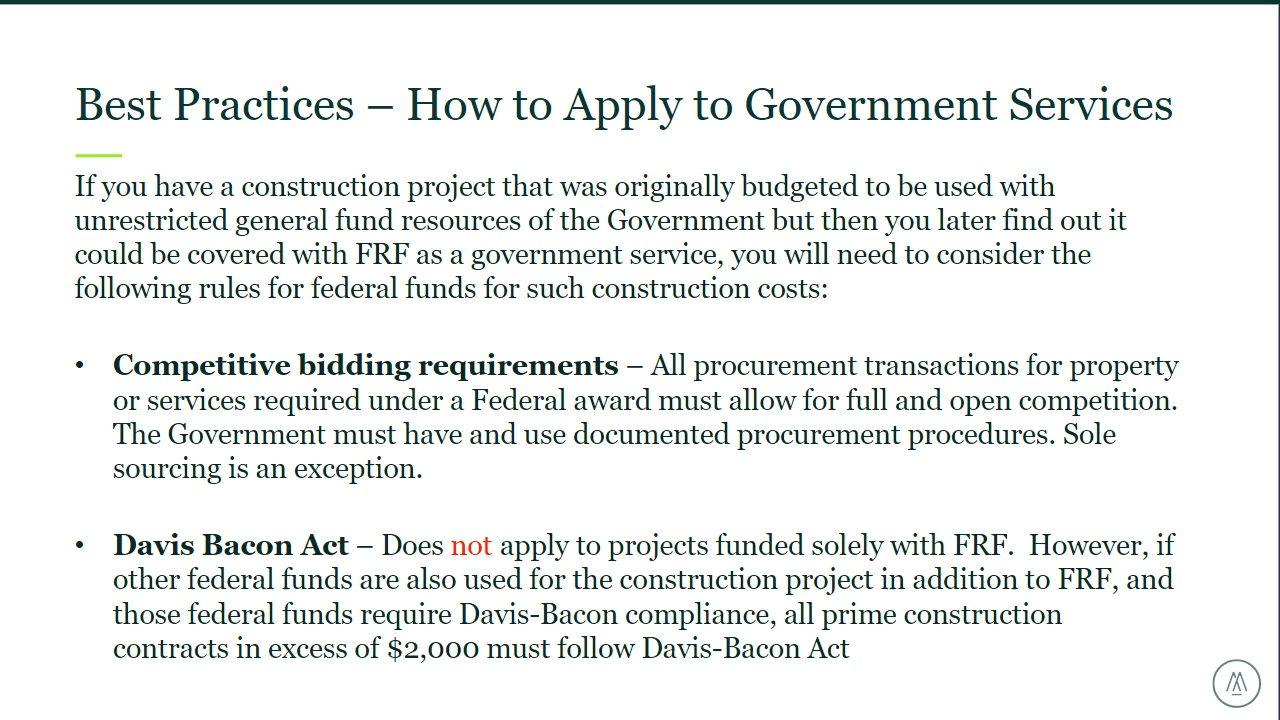 Best Practices – How to Apply to Government Services
If you have a construction project that was originally budgeted to be used with
unrestricted general fund resources of the Government but then you later find out it
could be covered with FRF as a government service, you will need to consider the
following rules for federal funds for such construction costs:
• Competitive bidding requirements – All procurement transactions for property
or services required under a Federal award must allow for full and open competition.
The Government must have and use documented procurement procedures. Sole
sourcing is an exception.
• Davis Bacon Act – Does not apply to projects funded solely with FRF.  However, if
other federal funds are also used for the construction project in addition to FRF, and
those federal funds require Davis-Bacon compliance, all prime construction
contracts in excess of $2,000 must follow Davis-Bacon Act